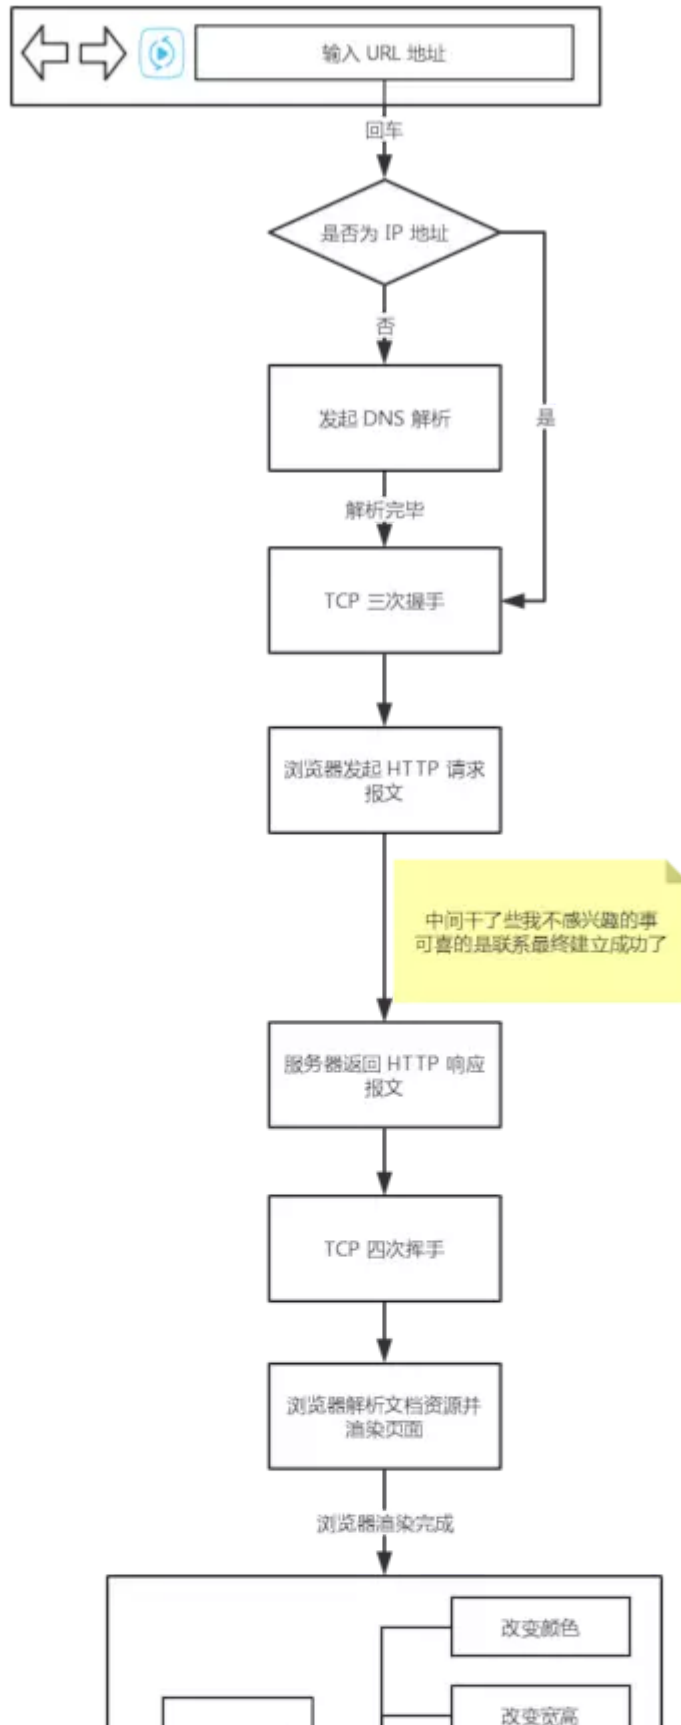 输入 URL 地址
回车
是否为 IP 地址
否
是
发起 DNS 解析
解析完毕
TCP 三次握手
浏览器发起 HTTP 请求
报文
中间干了些我不感兴趣的事
可喜的是联系最终建立成功了
服务器返回 HTTP 响应
报文
TCP 四次挥手
浏览器解析文档资源并
渲染页面
浏览器渲染完成
改变颜色
改变宽高